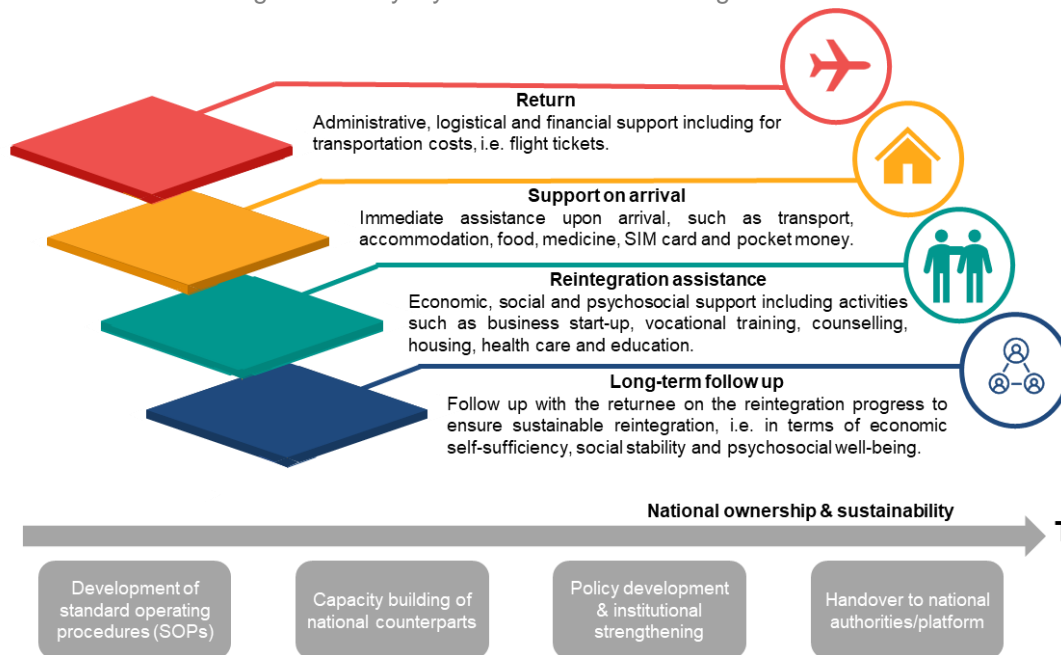 Return
Administrative, logistical and financial support including for
transportation costs, i.e. flight tickets.
Support on arrival
Immediate assistance upon arrival, such as transport,
accommodation, food, medicine, SIM card and pocket money.
Reintegration assistance
Economic, social and psychosocial support including activities
such as business start-up, vocational training, counselling,
housing, health care and education.
Long-term follow up
Follow up with the returnee on the reintegration progress to
ensure sustainable reintegration, i.e. in terms of economic
self-sufficiency, social stability and psychosocial well-being.
National ownership & sustainability
T
Development of
standard operating
procedures (SOPs)
Capacity building of
national counterparts
Policy development
& institutional
strengthening
Handover to national
authorities/platform